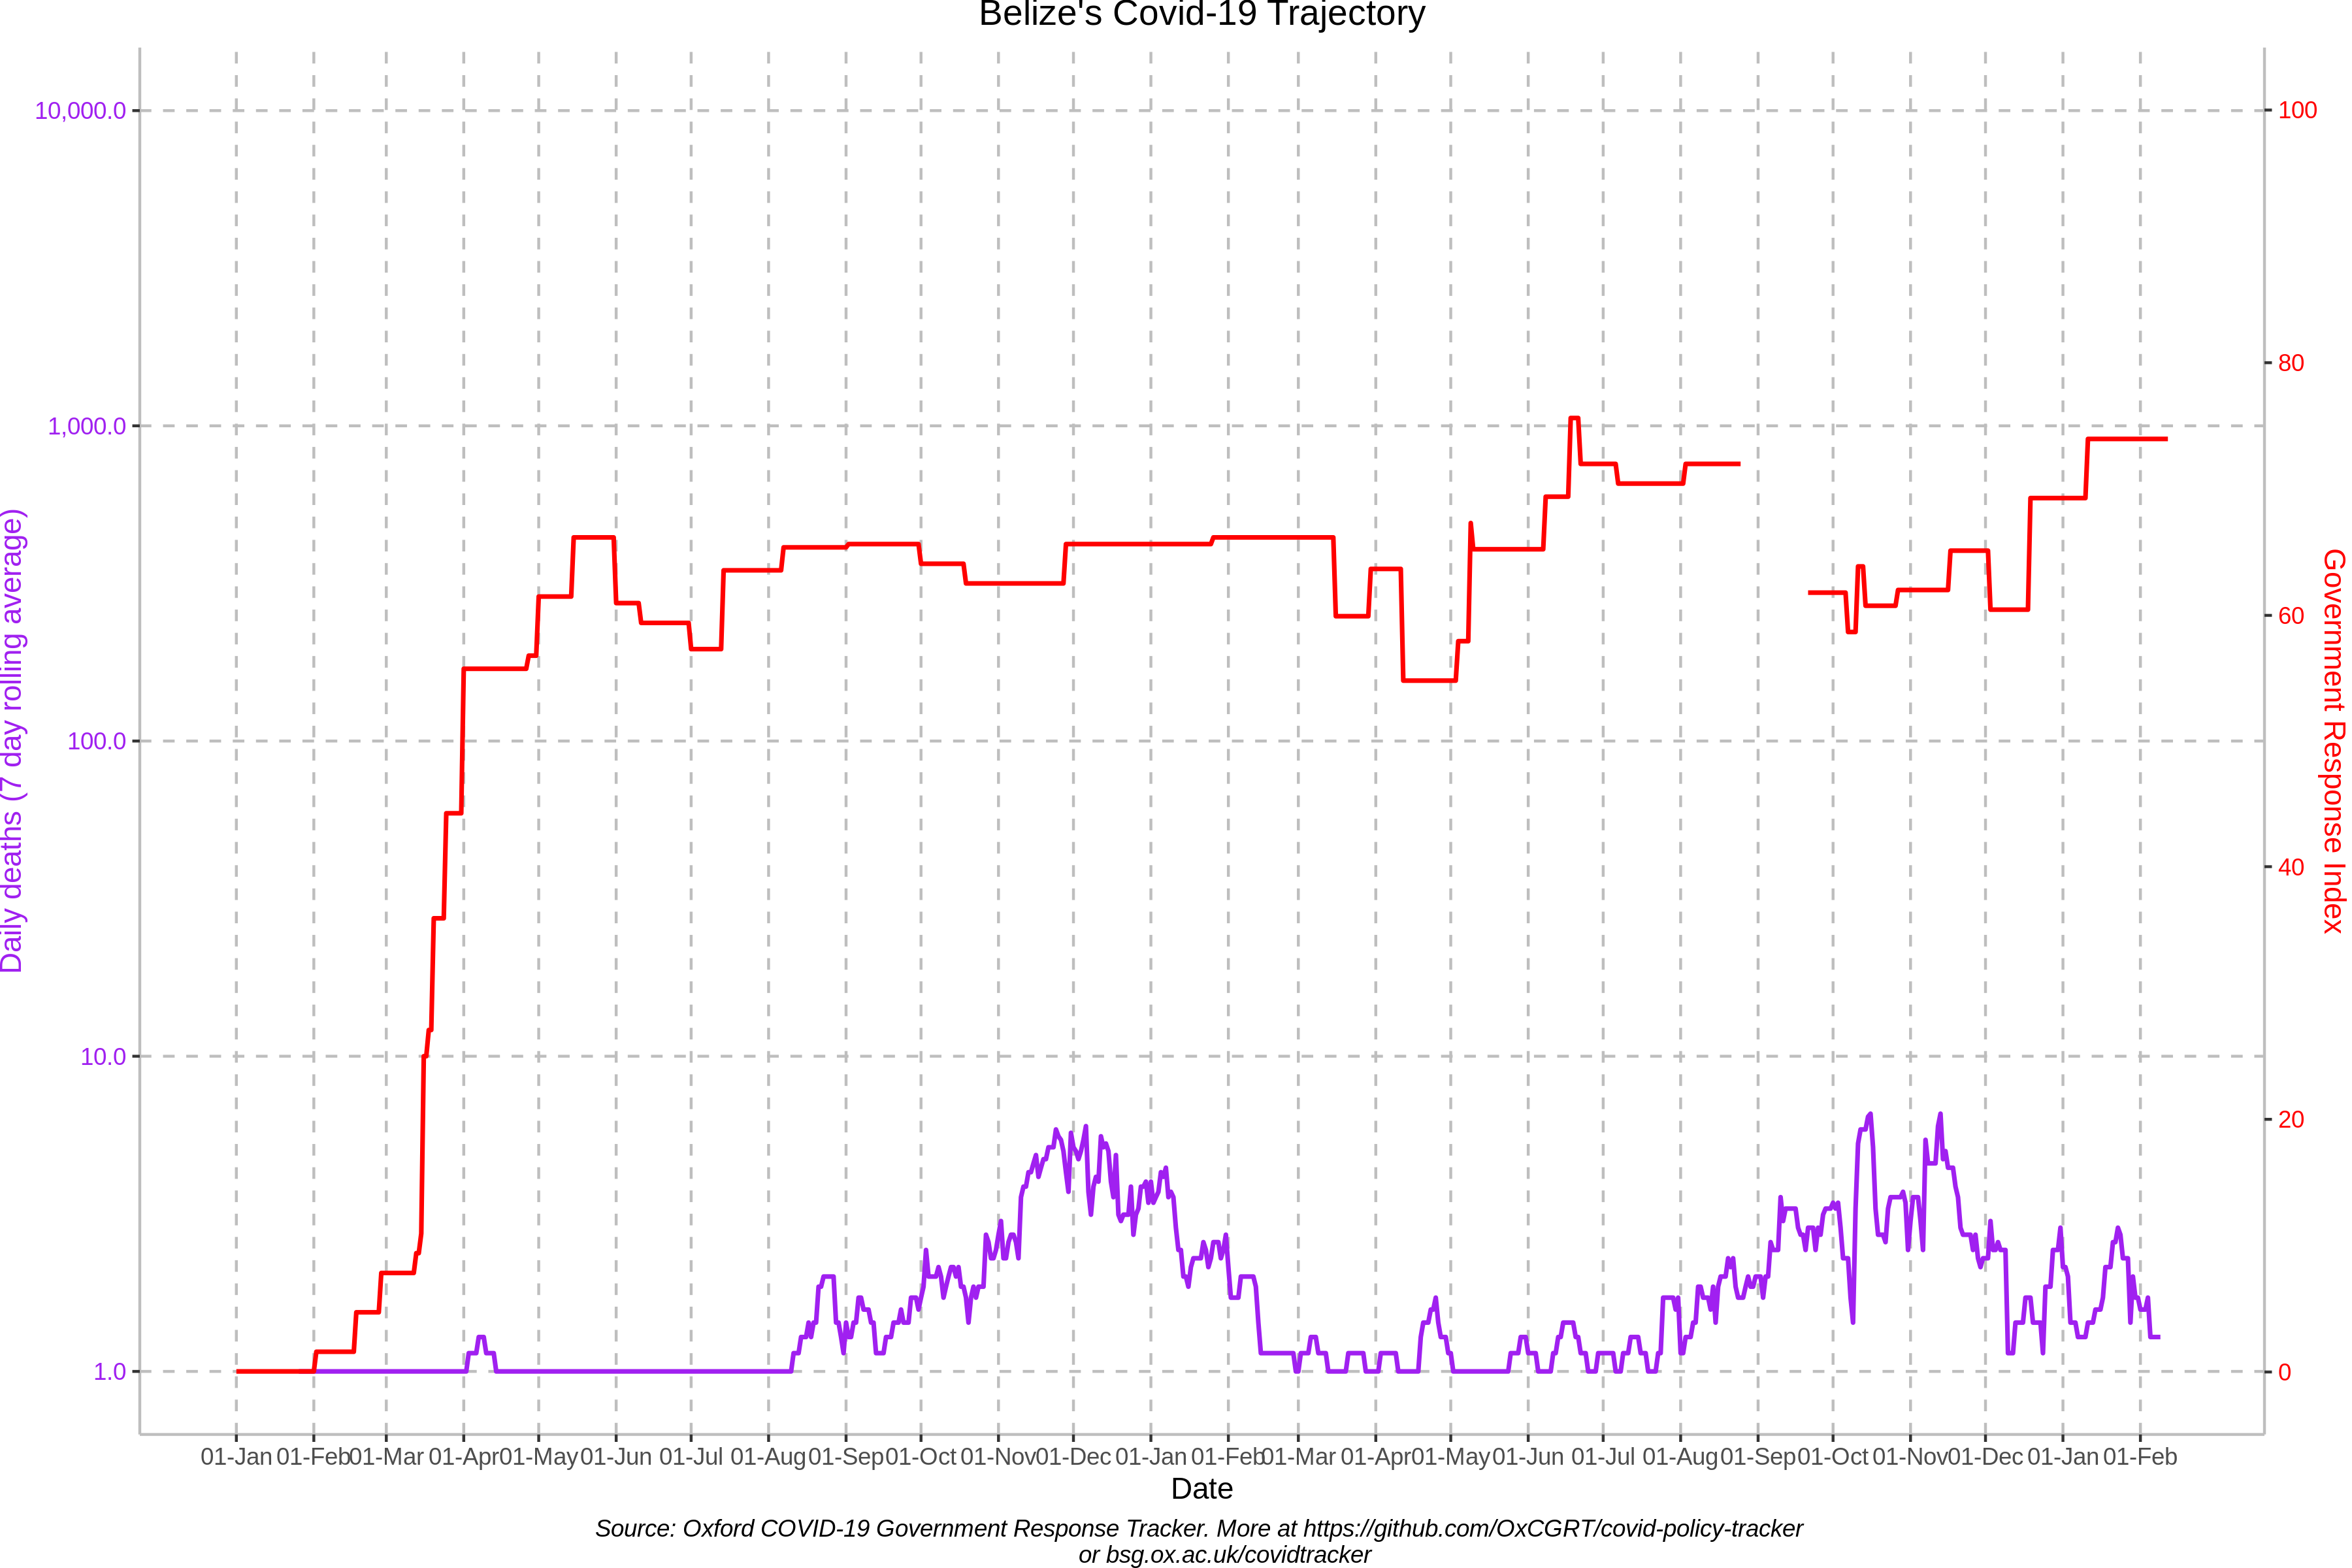 Belize's Covid-19 Trajectory
10,000.0
1,000.0
100.0
10.0
1.0
Daily deaths (7 day rolling average)
100
80
60
40
20
0
Government Response Index
01-Jan 01-Feb 01-Mar 01-Apr 01-May 01-Jun 01-Jul 01-Aug 01-Sep 01-Oct 01-Nov 01-Dec 01-Jan 01-Feb 01-Mar 01-Apr 01-May 01-Jun 01-Jul 01-Aug 01-Sep 01-Oct 01-Nov 01-Dec 01-Jan 01-Feb
Date
Source: Oxford COVID-19 Government Response Tracker. More at https://github.com/OxCGRT/covid-policy-tracker
or bsg.ox.ac.uk/covidtracker